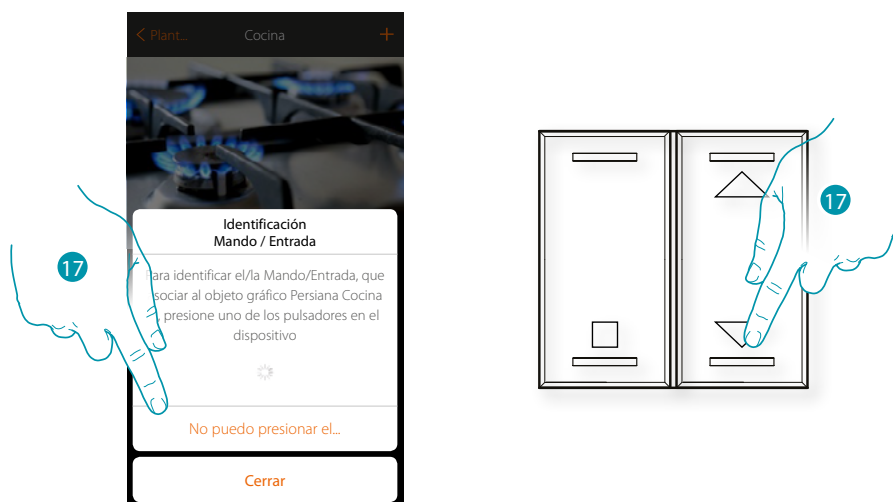 Plant...
Cocina
Identificación
Mando / Entrada
Para identificar el/la Mando/Entrada, que
sociar al objeto gráfico Persiana Cocina
, presione uno de los pulsadores en el
dispositivo
No puedo presionar el...
Cerrar
17
17